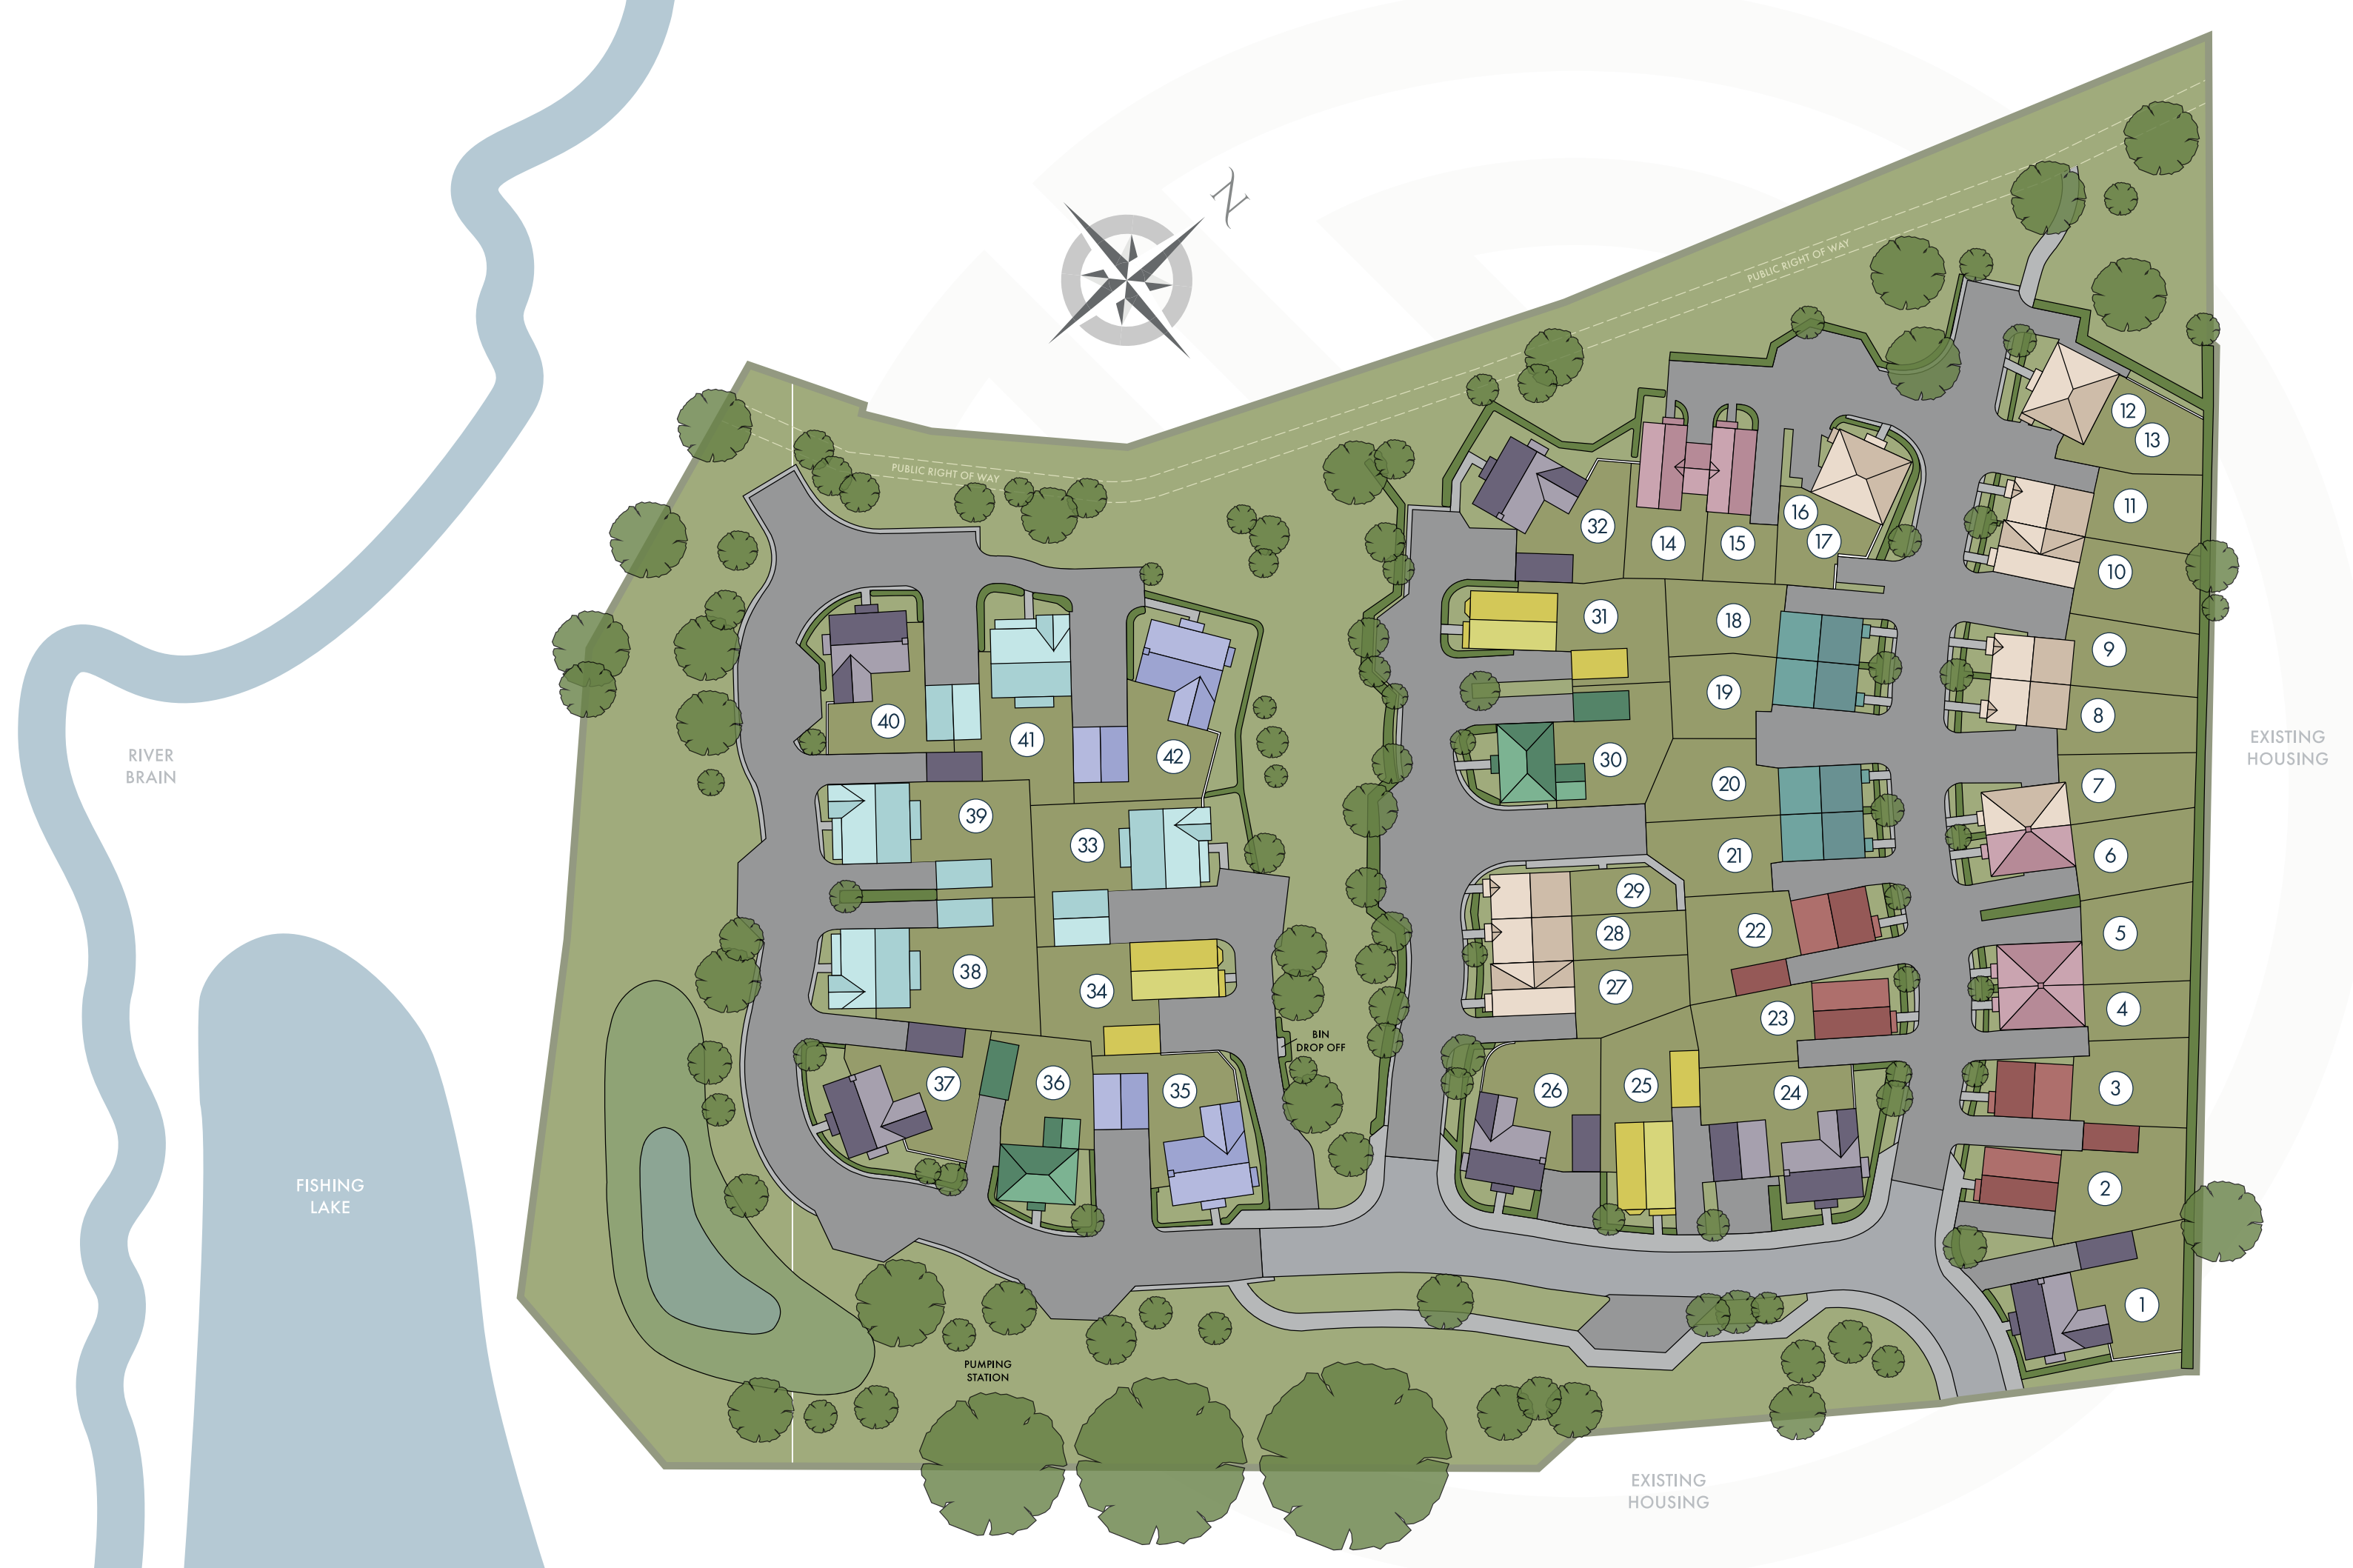 N
PUBLIC RIGHT OF WAY
PUBLIC RIGHT OF WAY
12
13
11
16
32
14
15
17
10
31
18
9
19
8
40
41
42
30
20
7
39
33
21
6
29
22
28
5
38
34
27
23
4
37
36
35
26
25
24
3
2
1
RIVER
BRAIN
EXISTING
HOUSING
BIN
DROP OFF
FISHING
LAKE
PUMPING
STATION
EXISTING
HOUSING